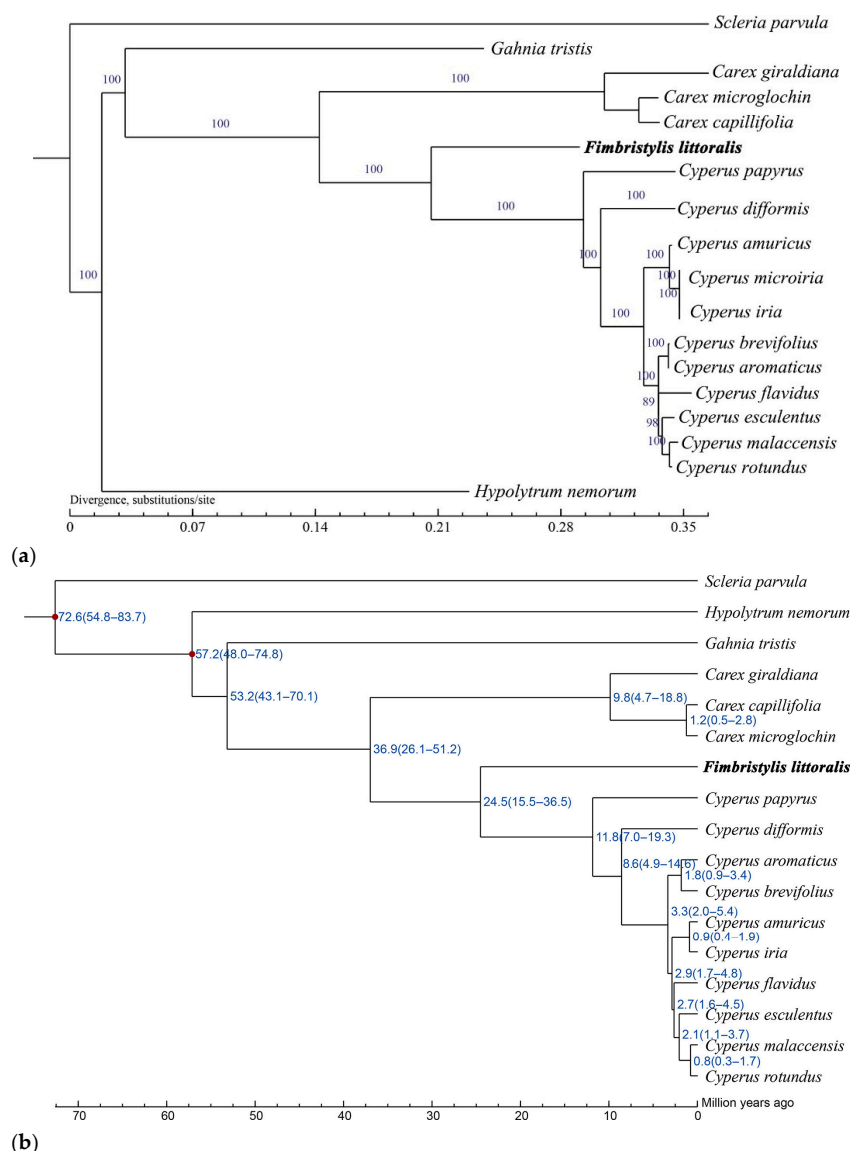 Scleria parvula
Gahnia tristis
100
100
Carex giraldiana
Carex microglochin
100
Carex capillifolia
Fimbristylis littoralis
100
Cyperus papyrus
100
100
Cyperus difformis
Cyperus amuricus
100
100
100
Cyperus microiria
100
100
100
Cyperus iria
Cyperus brevifolius
100
Cyperus aromaticus
100
Cyperus flavidus
89
Cyperus esculentus
98
Cyperus malaccensis
100
Cyperus rotundus
Hypolytrum nemorum
Divergence, substitutions/site
0 0.07 0.14 0.21 0.28 0.35
(a)
Scleria parvula
72.6(54.8–83.7)
Hypolytrum nemorum
57.2(48.0–74.8)
Gahnia tristis
53.2(43.1–70.1)
Carex giraldiana
9.8(4.7–18.8)
Carex capillifolia
1.2(0.5–2.8)
Carex microglochin
36.9(26.1–51.2)
Fimbristylis littoralis
24.5(15.5–36.5)
Cyperus papyrus
11.8(7.0–19.3)
Cyperus difformis
8.6(4.9–14.6)
Cyperus aromaticus
1.8(0.9–3.4)
Cyperus brevifolius
3.3(2.0–5.4)
Cyperus amuricus
0.9(0.4–1.9)
Cyperus iria
2.9(1.7–4.8)
Cyperus flavidus
2.7(1.6–4.5)
Cyperus esculentus
2.1(1.1–3.7)
Cyperus malaccensis
0.8(0.3–1.7)
Cyperus rotundus
Million years ago
70 60 50 40 30 20 10 0
(b)